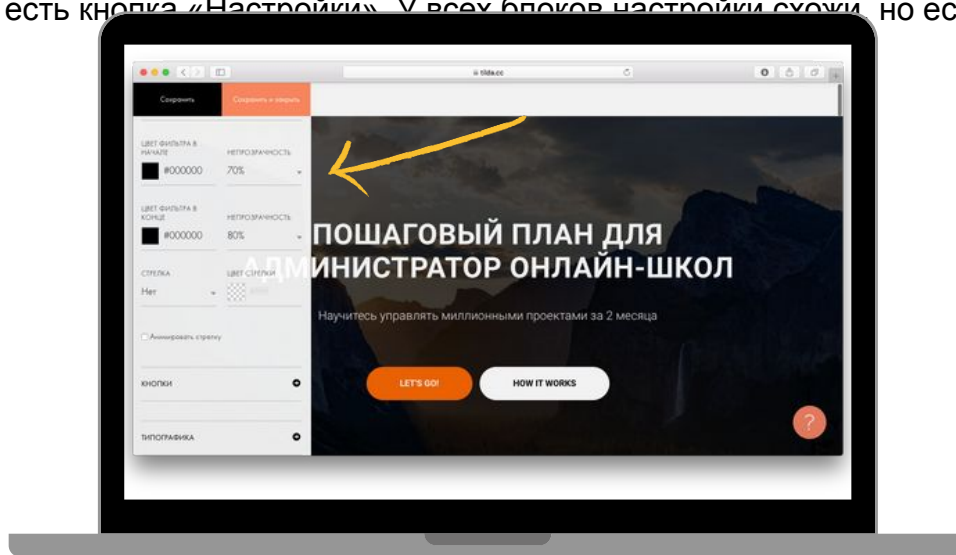 есть кнопка «Настройки». У всех блоков настройки схожи, но ес
tilda.cc
Сохранить
Сохранить и закрыть
ЦВЕТ ФИЛЬТРА В НАЧАЛЕ
НЕПРОЗРАЧНОСТЬ
#000000
70%
ЦВЕТ ФИЛЬТРА В КОНЦЕ
НЕПРОЗРАЧНОСТЬ
#000000
80%
СТРЕЛКА
ЦВЕТ СТРЕЛКИ
Нет
Анимировать стрелку
КНОПКИ
ТИПОГРАФИКА
ПОШАГОВЫЙ ПЛАН ДЛЯ
АДМИНИСТРАТОР ОНЛАЙН-ШКОЛ
Научитесь управлять миллионными проектами за 2 месяца
LET'S GO!
HOW IT WORKS
?